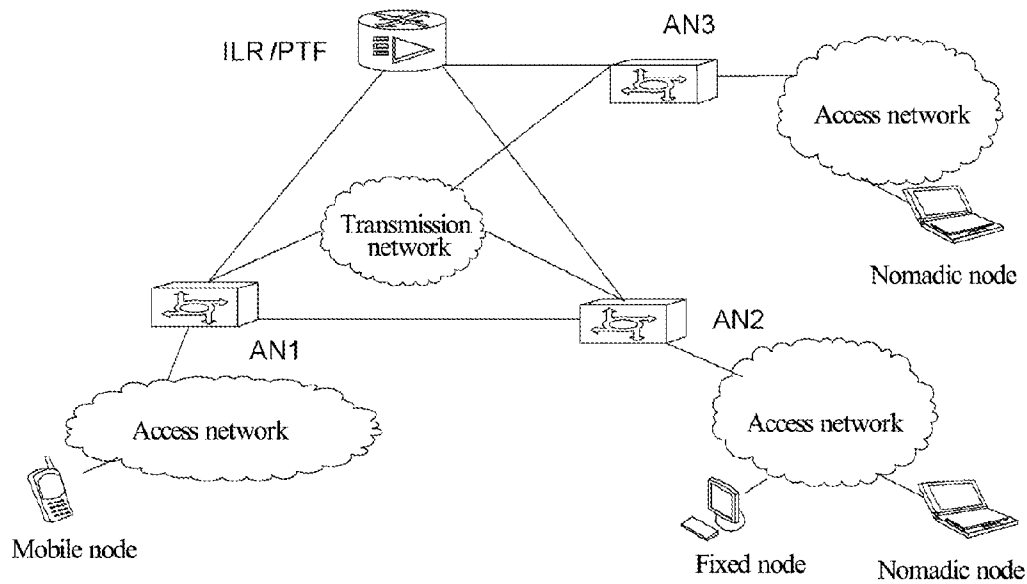 AN3
ILR/PTF
Access network
Transmission
network
Nomadic node
AN2
AN1
Access network
Access network
Mobile node
Fixed node
Nomadic node